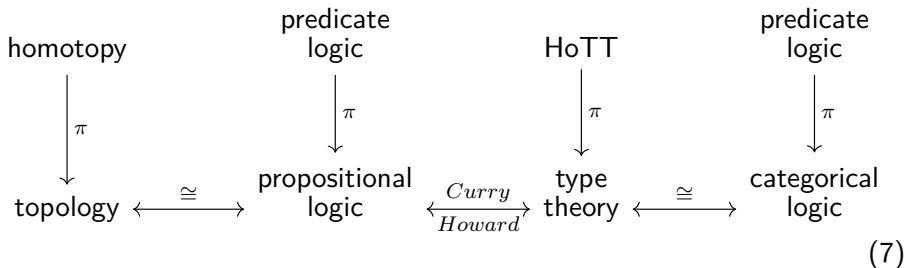 homotopy predicate logic HoTT predicate logic
π π π π
topology ≅ propositional logic Curry Howard type theory ≅ categorical logic
(7)